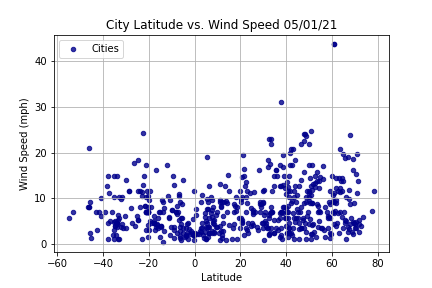 City Latitude vs. Wind Speed 05/01/21
Cities
40
30
20
10
0
Wind Speed (mph)
−60 −40 −20 0 20 40 60 80
Latitude